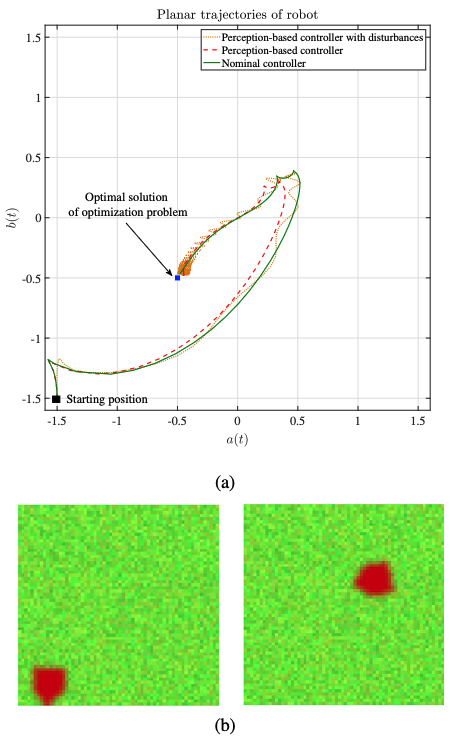 Planar trajectories of robot
Perception-based controller with disturbances
Perception-based controller
Nominal controller
1.5
1
0.5
0
-0.5
-1
-1.5
b(t)
Optimal solution
of optimization problem
Starting position
-1.5 -1 -0.5 0 0.5 1 1.5
a(t)
(a)
(b)